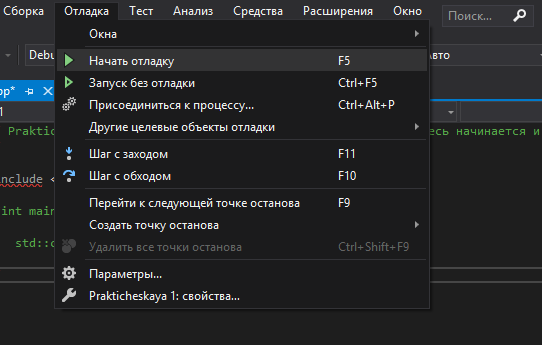 Сборка Отладка Тест Анализ Средства Расширения Окно Поиск...
Окна
Debu Авто
Начать отладку F5
op* Запуск без отладки Ctrl+F5
1 Присоединиться к процессу... Ctrl+Alt+P
Praktic Другие целевые объекты отладки есь начинается и
Шаг с заходом F11
nclude < Шаг с обходом F10
Перейти к следующей точке останова F9
int main
Создать точку останова
std::c Удалить все точки останова Ctrl+Shift+F9
Параметры...
Prakticheskaya 1: свойства...